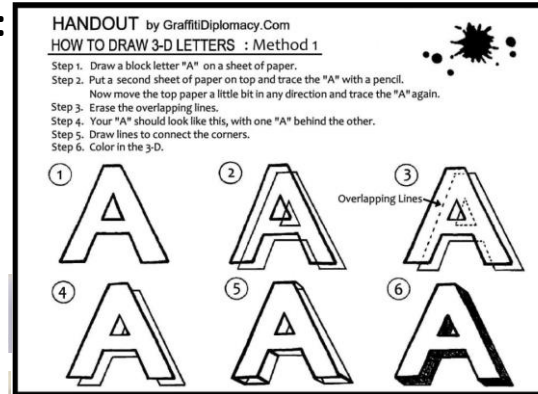 :
HANDOUT by GraffitiDiplomacy.Com
HOW TO DRAW 3-D LETTERS : Method 1
Step 1. Draw a block letter "A" on a sheet of paper.
Step 2. Put a second sheet of paper on top and trace the "A" with a pencil.
Now move the top paper a little bit in any direction and trace the "A" again.
Step 3. Erase the overlapping lines.
Step 4. Your "A" should look like this, with one "A" behind the other.
Step 5. Draw lines to connect the corners.
Step 6. Color in the 3-D.
1 A
2 A
3 A
Overlapping Lines
4 A
5 A
6 A